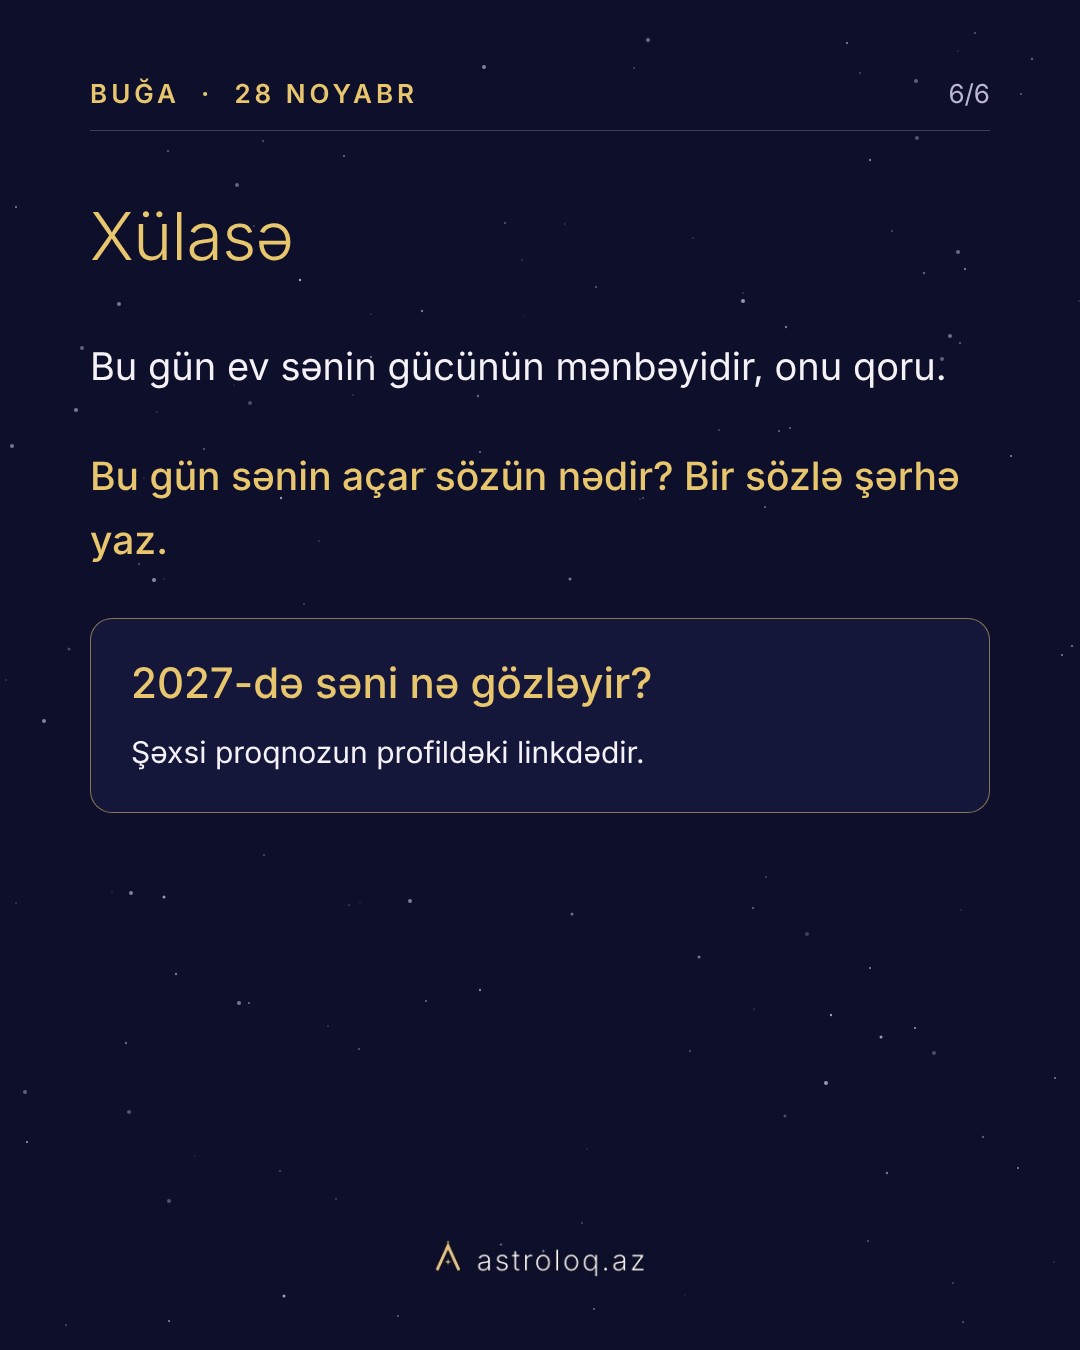 BUĞA · 28 NOYABR 6/6
Xülasə
Bu gün ev sənin gücünün mənbəyidir, onu qoru.
Bu gün sənin açar sözün nədir? Bir sözlə şərhə
yaz.
2027-də səni nə gözləyir?
Şəxsi proqnozun profildəki linkdədir.
astroloq.az